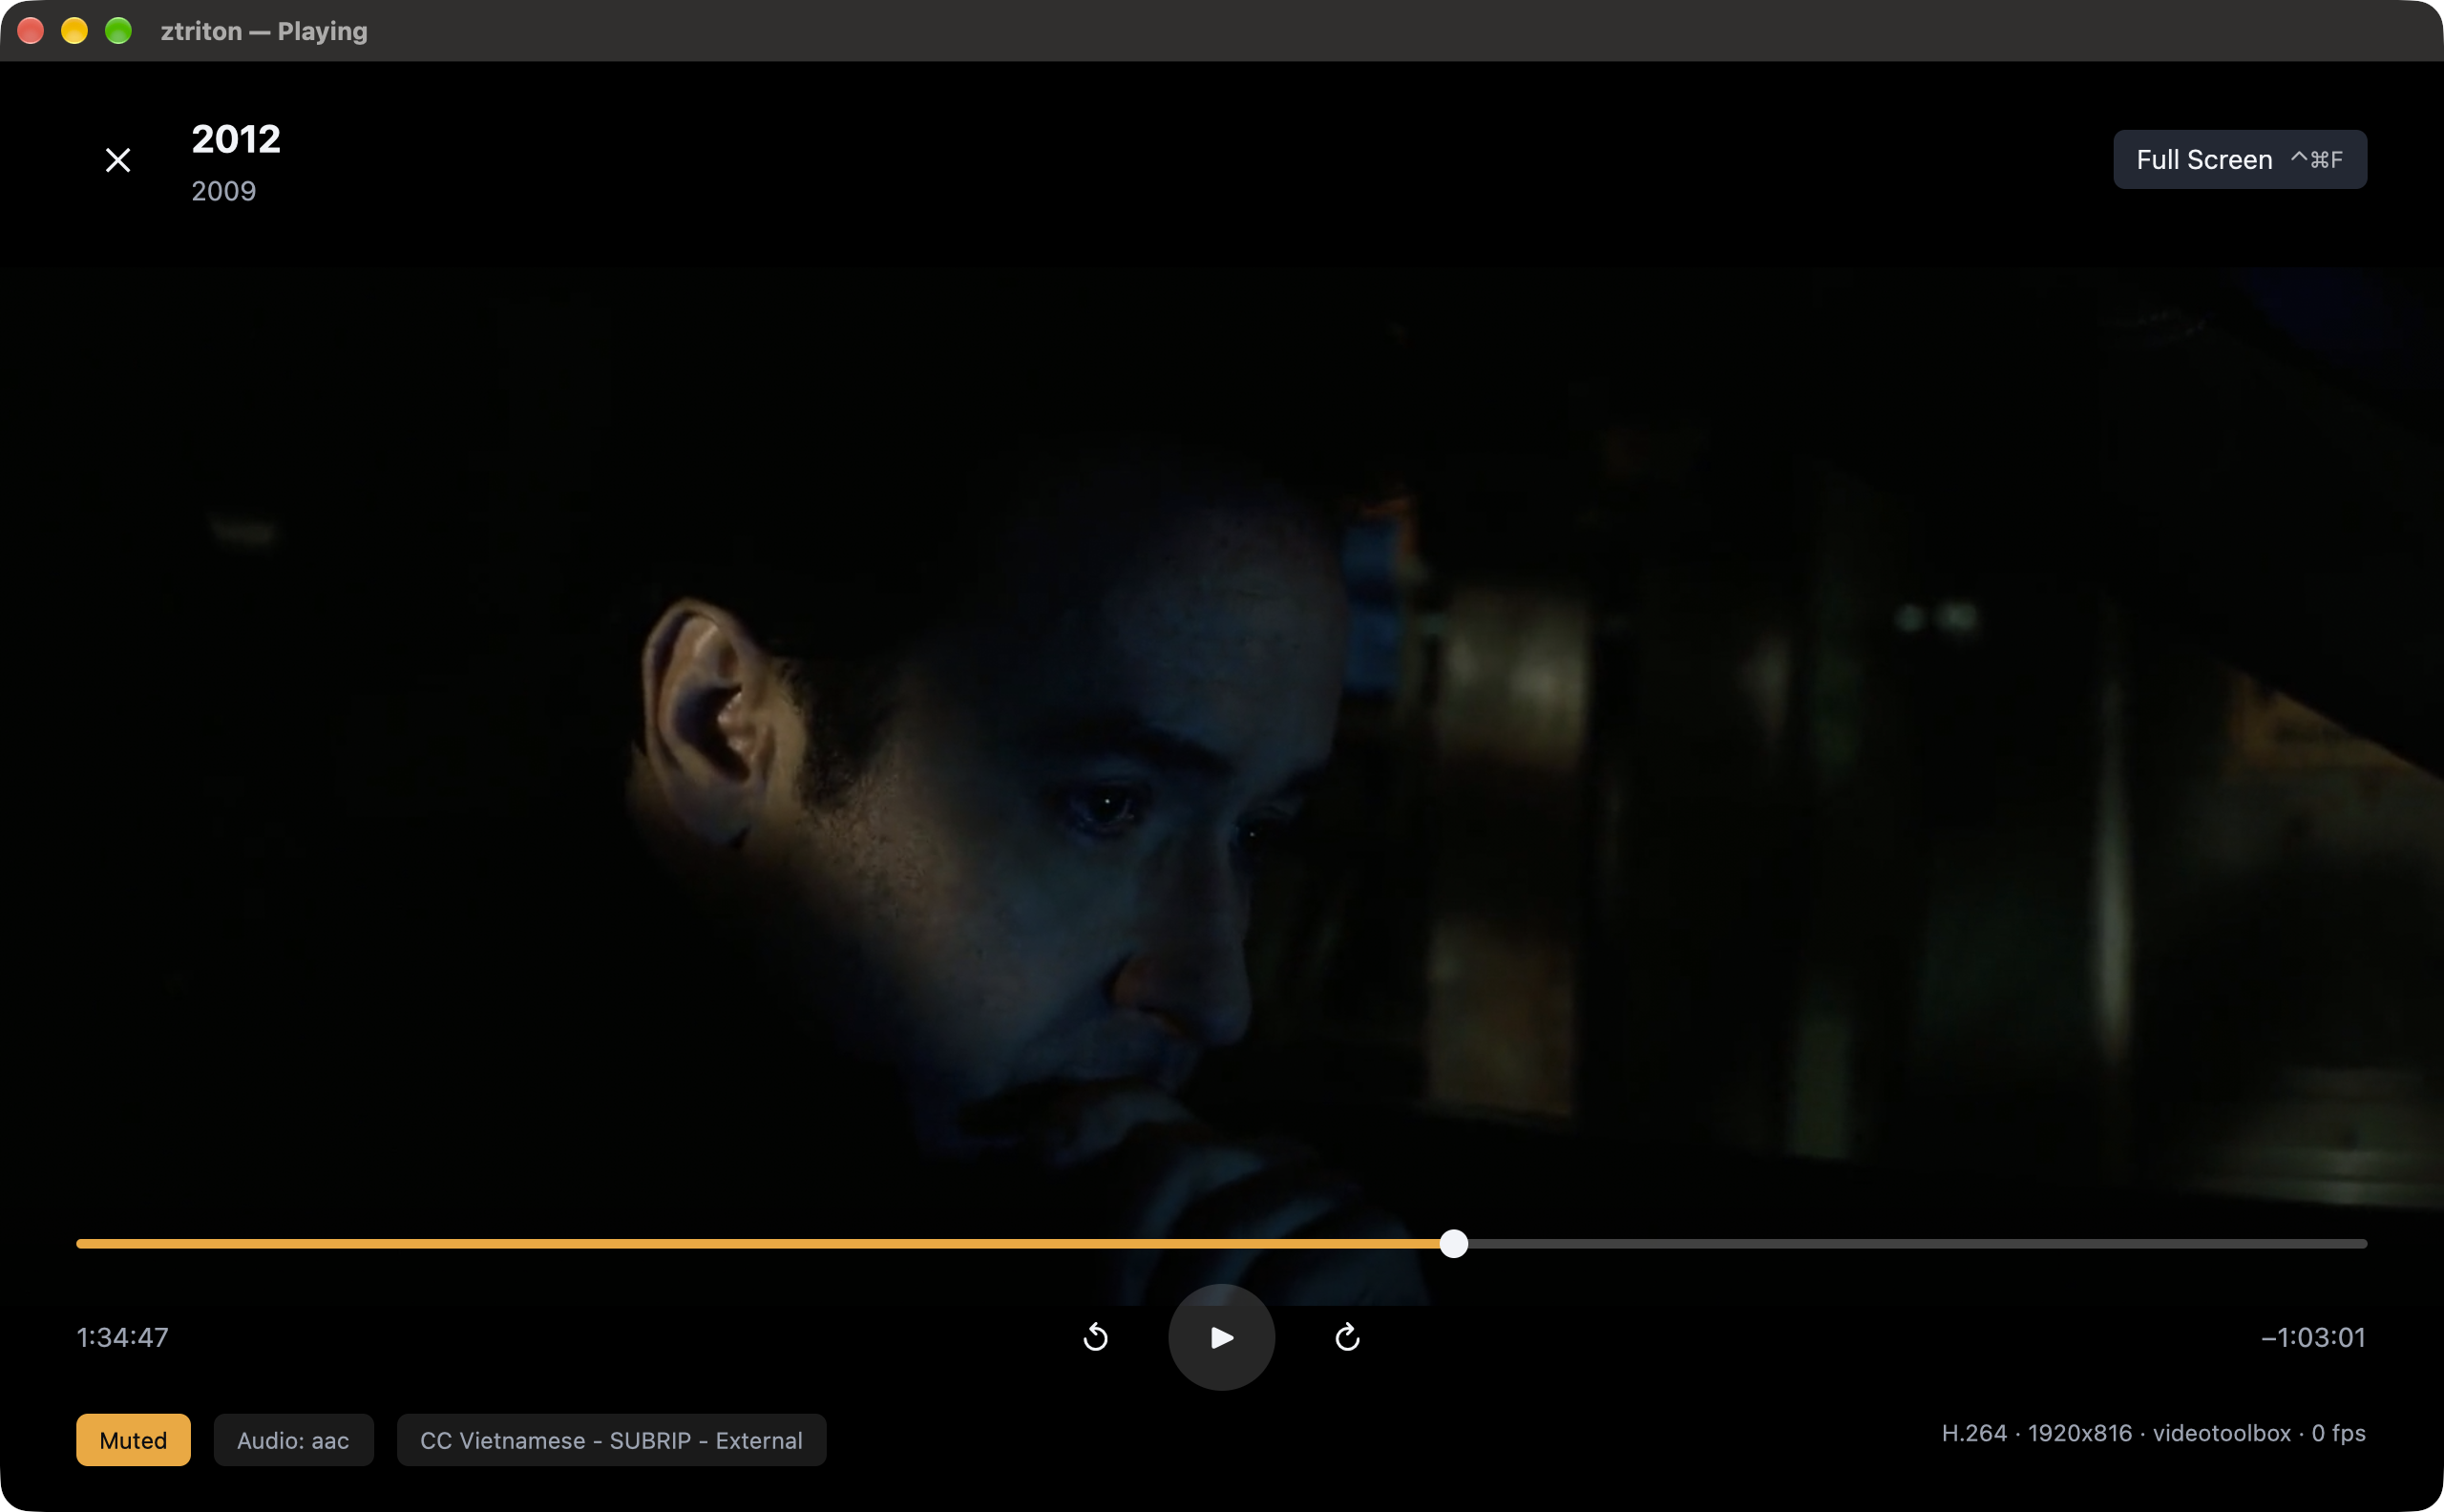 ztriton — Playing
2012
2009
Full Screen ^⌘F
1:34:47
–1:03:01
Muted
Audio: aac
CC Vietnamese - SUBRIP - External
H.264 · 1920x816 · videotoolbox · 0 fps